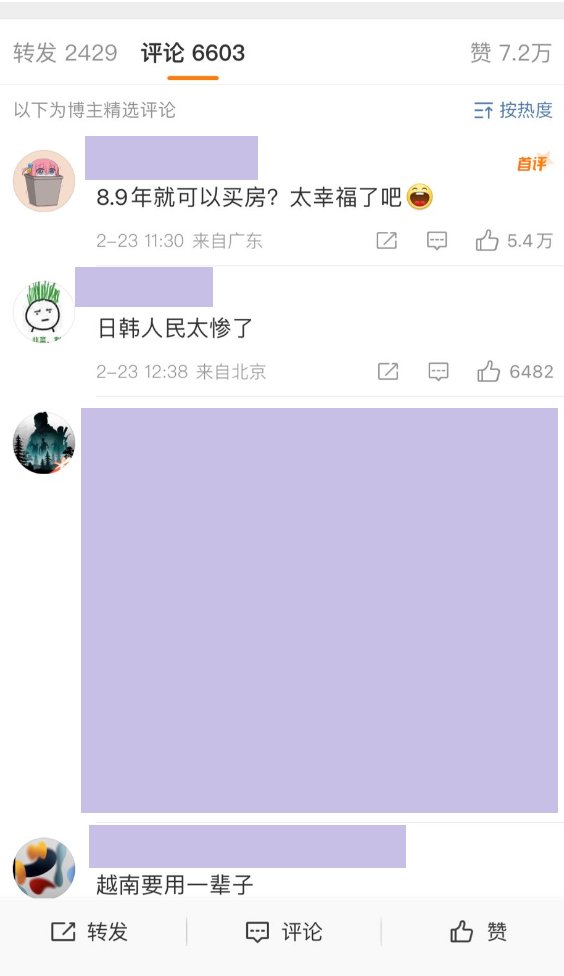 转发 2429 评论 6603 赞 7.2万
以下为博主精选评论 按热度
首评
8.9年就可以买房？太幸福了吧
2-23 11:30 来自广东 5.4万
日韩人民太惨了
2-23 12:38 来自北京 6482
越南要用一辈子
转发 评论 赞